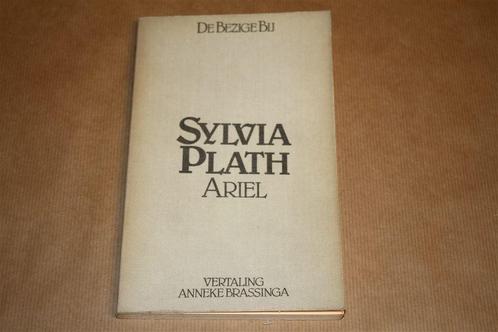 De Bezige Bij
Sylvia
Plath
Ariel
Vertaling
Anneke Brassinga